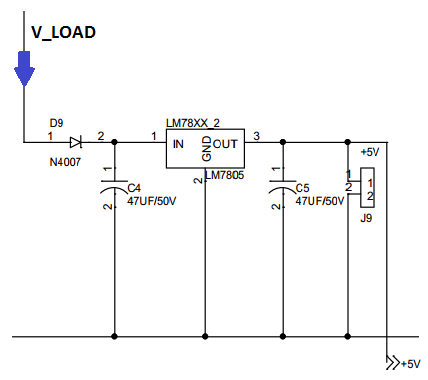 V_LOAD
D9
1 2
N4007
LM78XX_2
1 IN GND OUT 3
LM7805
2
1
C4
47UF/50V
2
1
C5
47UF/50V
2
+5V
1 1
2 2
J9
+5V